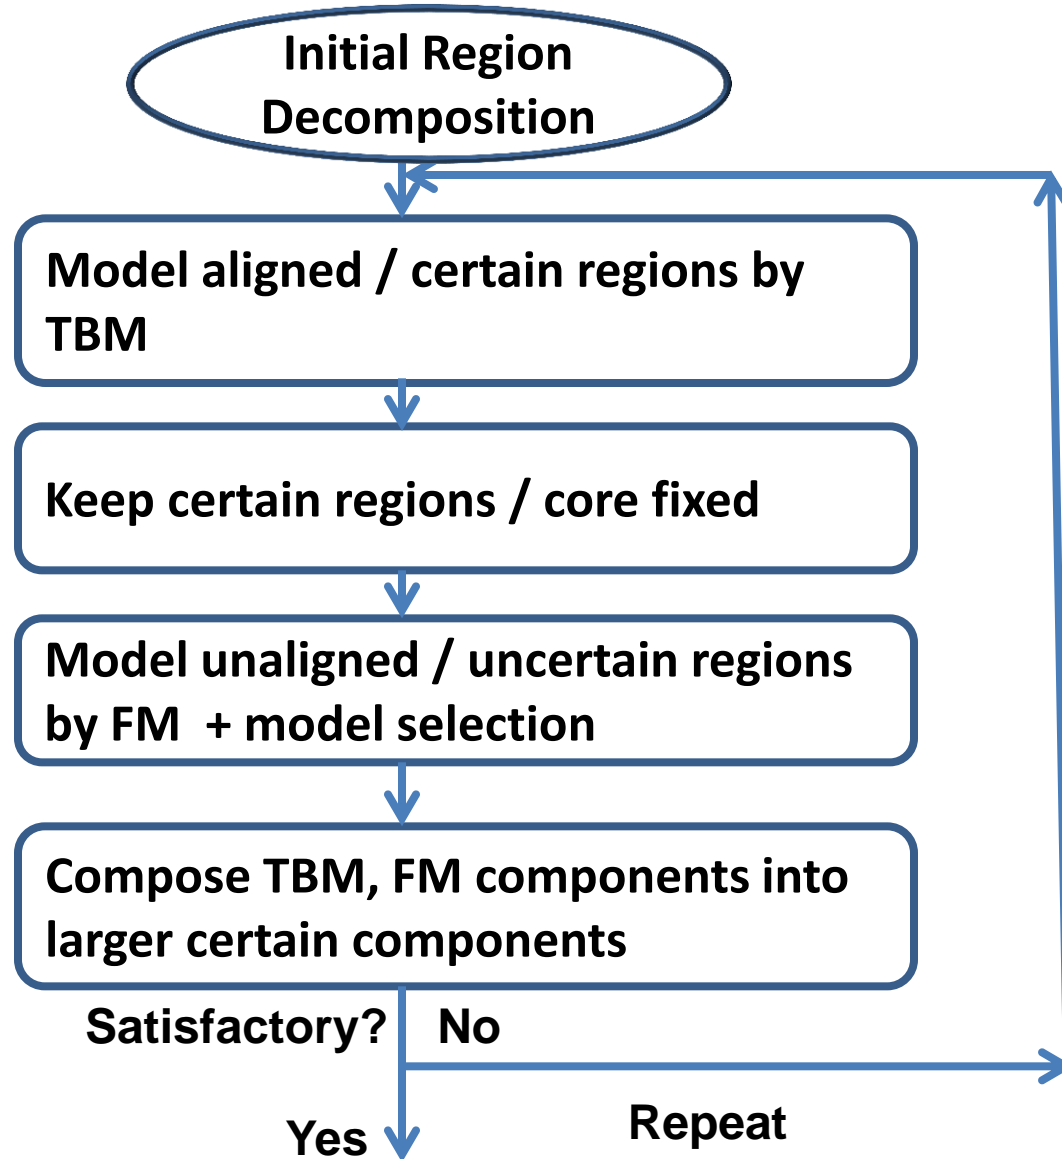 Initial Region
Decomposition
Model aligned / certain regions by
TBM
Keep certain regions / core fixed
Model unaligned / uncertain regions
by FM  + model selection
Compose TBM, FM components into
larger certain components
Satisfactory? No
Repeat
Yes